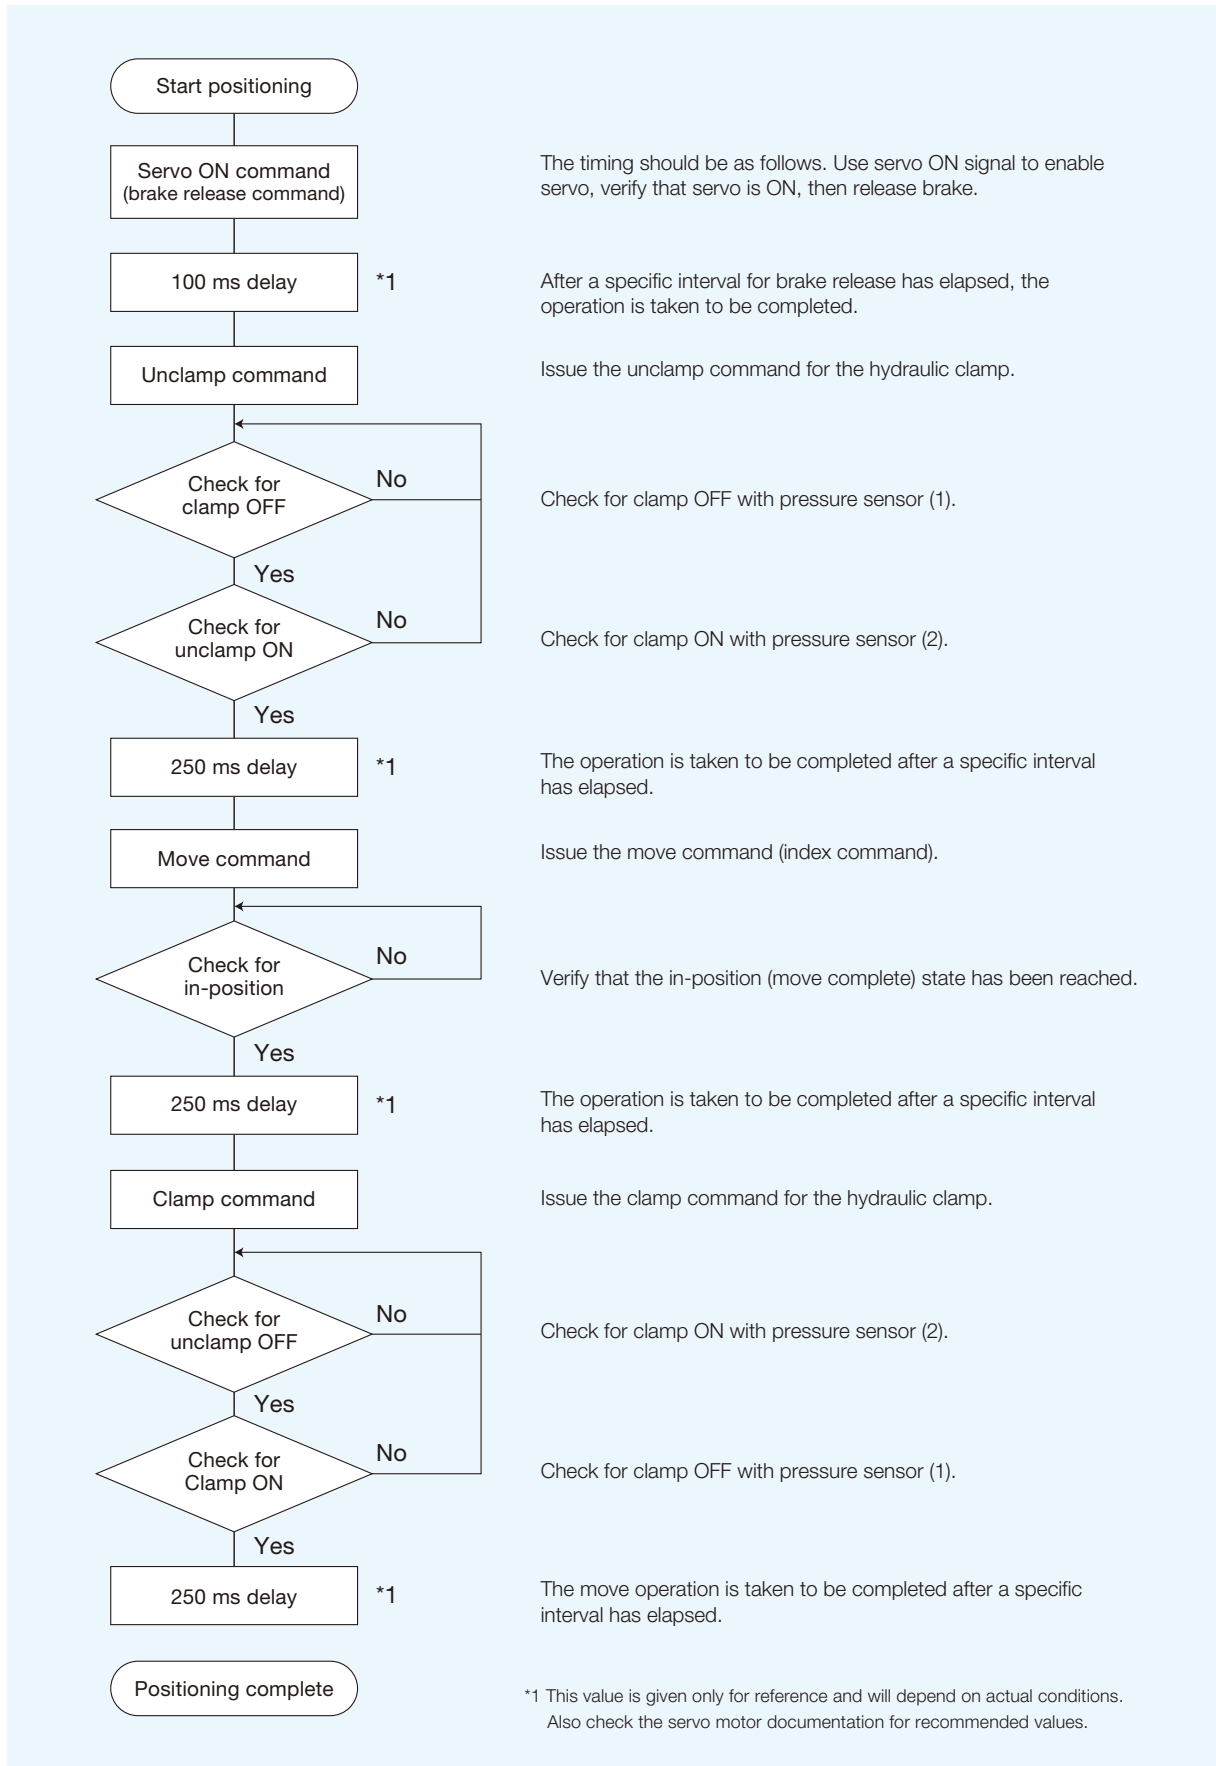 Start positioning
Servo ON command
(brake release command)
The timing should be as follows. Use servo ON signal to enable
servo, verify that servo is ON, then release brake.
100 ms delay
*1
After a specific interval for brake release has elapsed, the
operation is taken to be completed.
Unclamp command
Issue the unclamp command for the hydraulic clamp.
Check for
clamp OFF
No
Check for clamp OFF with pressure sensor (1).
Yes
Check for
unclamp ON
No
Check for clamp ON with pressure sensor (2).
Yes
250 ms delay
*1
The operation is taken to be completed after a specific interval
has elapsed.
Move command
Issue the move command (index command).
Check for
in-position
No
Verify that the in-position (move complete) state has been reached.
Yes
250 ms delay
*1
The operation is taken to be completed after a specific interval
has elapsed.
Clamp command
Issue the clamp command for the hydraulic clamp.
Check for
unclamp OFF
No
Check for clamp ON with pressure sensor (2).
Yes
Check for
Clamp ON
No
Check for clamp OFF with pressure sensor (1).
Yes
250 ms delay
*1
The move operation is taken to be completed after a specific
interval has elapsed.
Positioning complete
*1 This value is given only for reference and will depend on actual conditions.
Also check the servo motor documentation for recommended values.